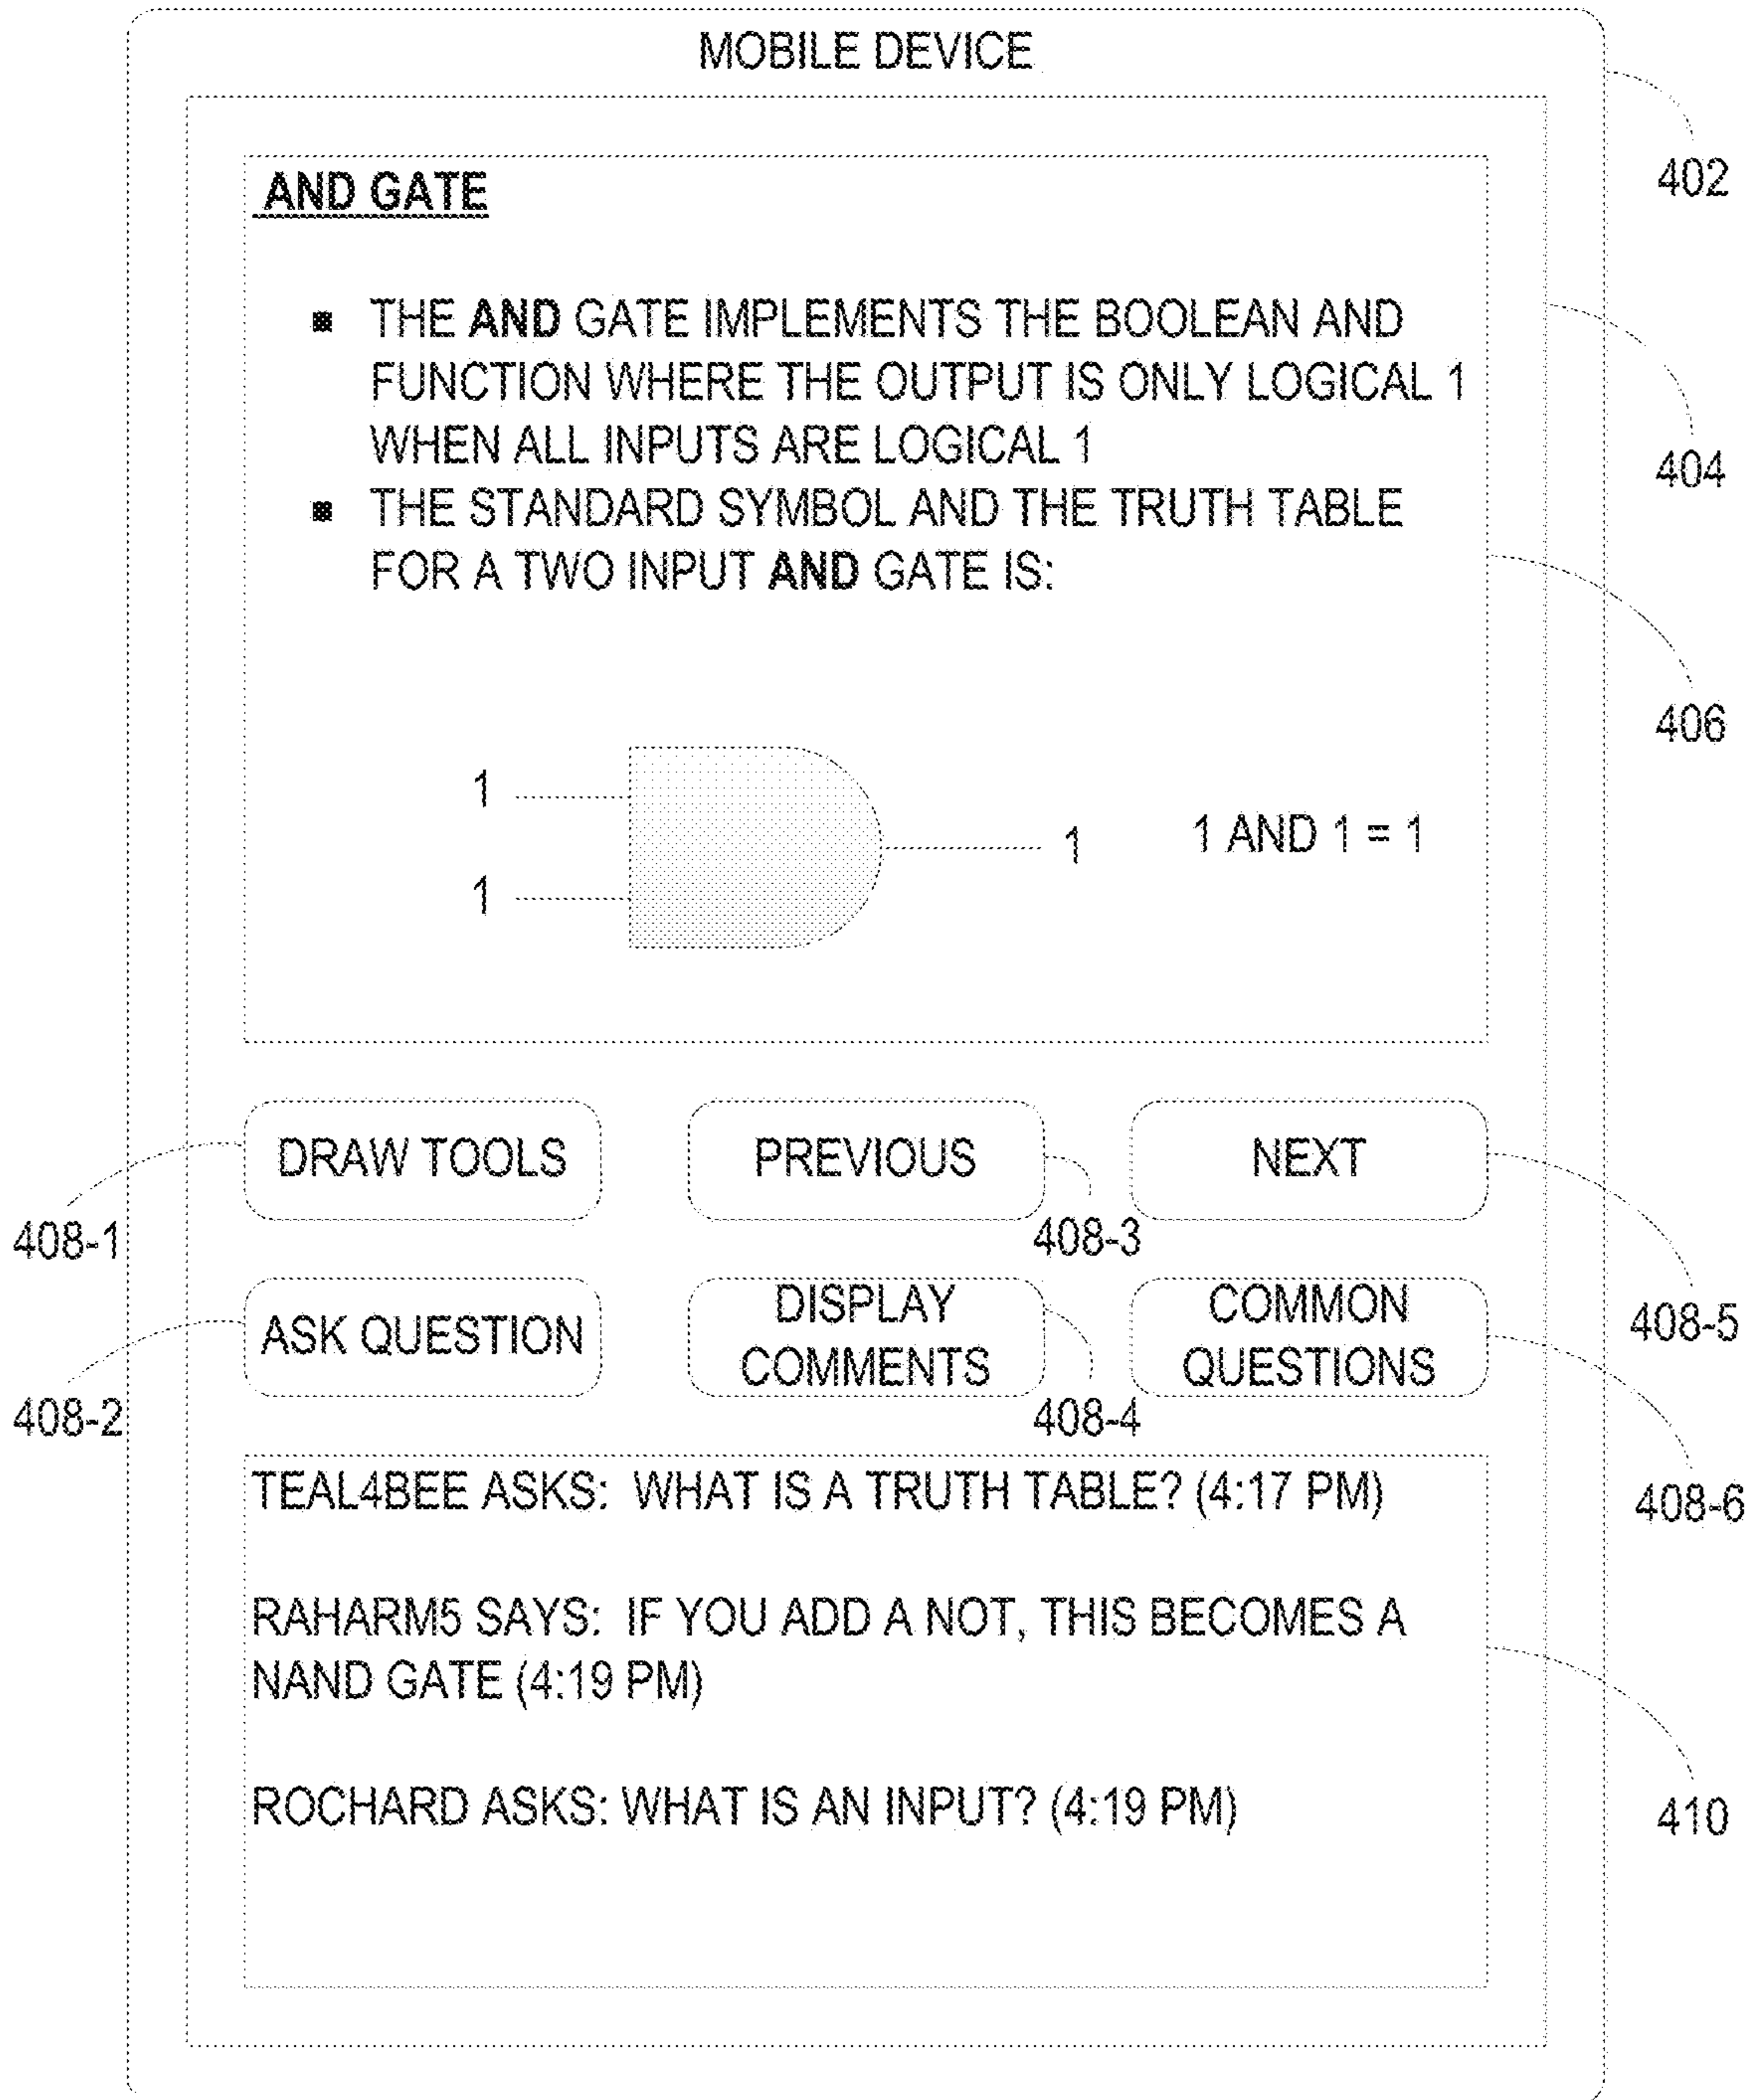 MOBILE DEVICE
402
AND GATE
▪ THE AND GATE IMPLEMENTS THE BOOLEAN AND
FUNCTION WHERE THE OUTPUT IS ONLY LOGICAL 1
WHEN ALL INPUTS ARE LOGICAL 1
404
▪ THE STANDARD SYMBOL AND THE TRUTH TABLE
FOR A TWO INPUT AND GATE IS:
406
1
1
1
1 AND 1 = 1
DRAW TOOLS
PREVIOUS
NEXT
408-1
408-3
408-5
ASK QUESTION
DISPLAY
COMMENTS
COMMON
QUESTIONS
408-2
408-4
408-6
TEAL4BEE ASKS: WHAT IS A TRUTH TABLE? (4:17 PM)
RAHARM5 SAYS: IF YOU ADD A NOT, THIS BECOMES A
NAND GATE (4:19 PM)
ROCHARD ASKS: WHAT IS AN INPUT? (4:19 PM)
410